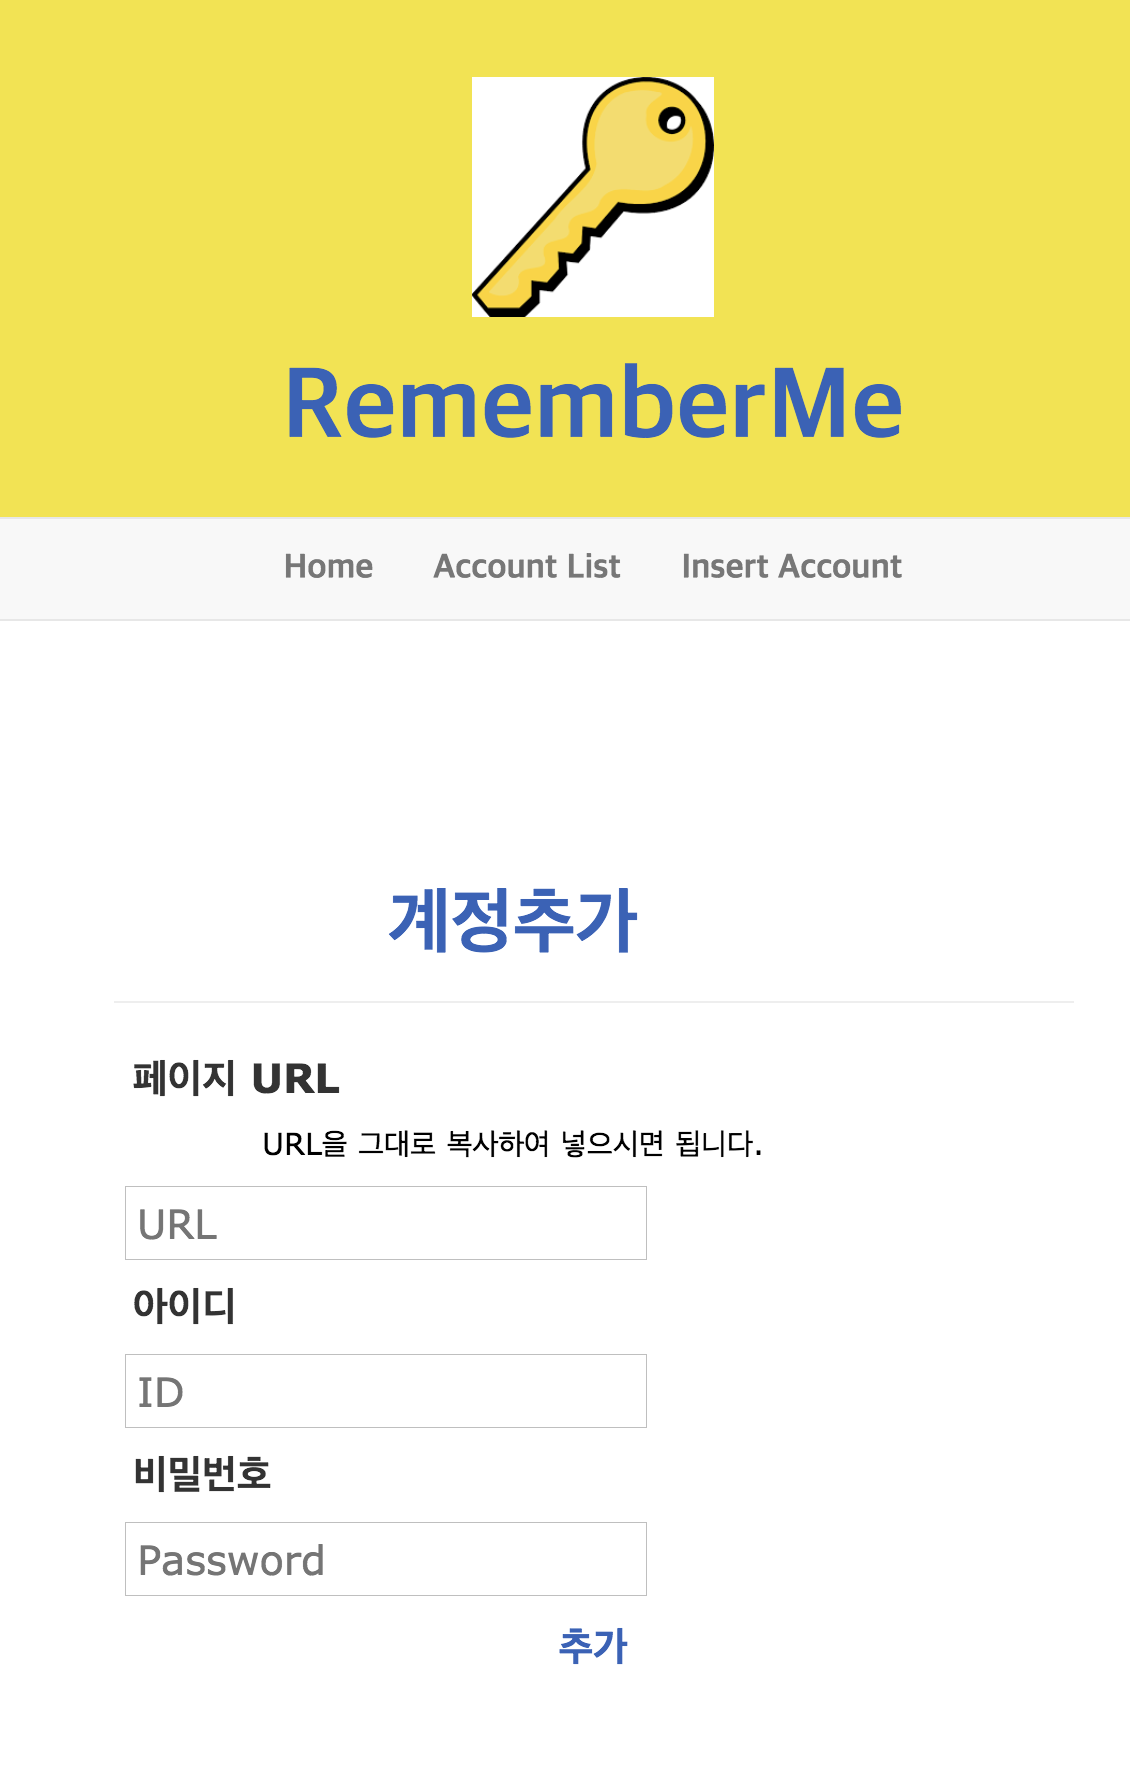 RememberMe
Home Account List Insert Account
계정추가
페이지 URL
URL을 그대로 복사하여 넣으시면 됩니다.
URL
아이디
ID
비밀번호
Password
추가